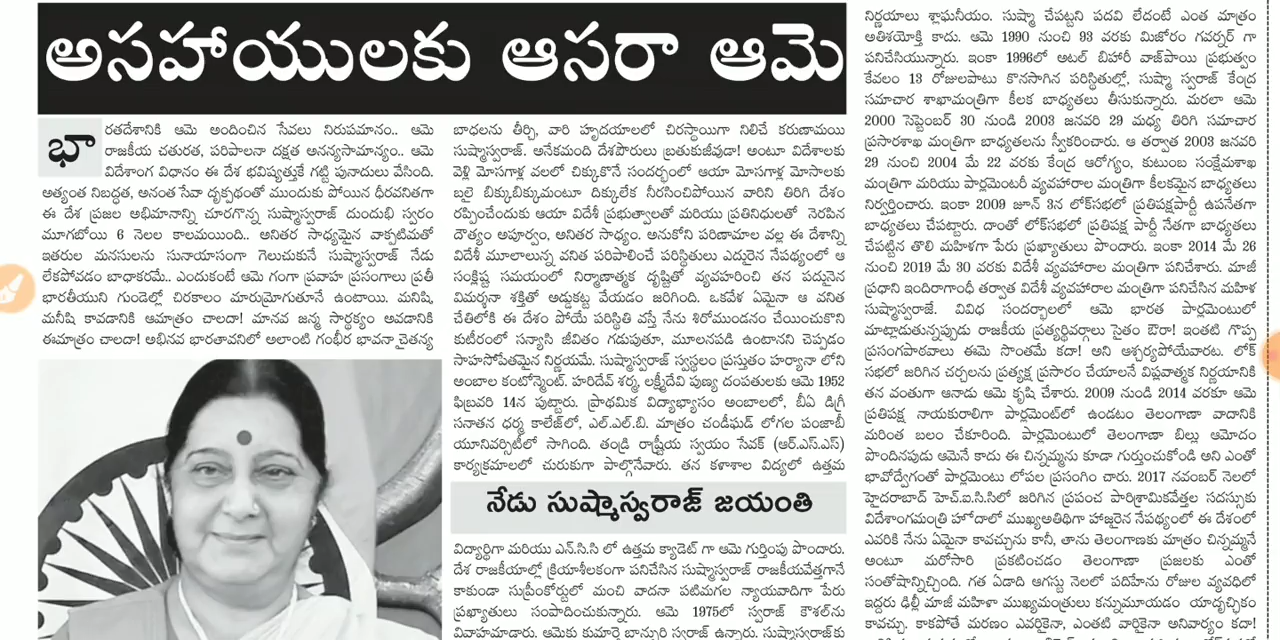 అసహాయులకు ఆసరా ఆమె
భారతదేశానికి ఆమె అందించిన సేవలు నిరుపమానం.. ఆమె
రాజకీయ చతురత, పరిపాలనా దక్షత అనన్యసామాన్యం.. ఆమె
విదేశాంగ విధానం ఈ దేశ భవిష్యత్తుకే గట్టి పునాదులు వేసింది.
అత్యంత నిబద్ధత, అనంత సేవా దృక్పథంతో ముందుకు పోయిన ధీరవనితగా
ఈ దేశ ప్రజల అభిమానాన్ని చూరగొన్న సుష్మాస్వరాజ్ దుందుభి స్వరం
మూగబోయి 6 నెలల కాలమయింది.. అనితర సాధ్యమైన వాక్పటిమతో
ఇతరుల మనసులను సునాయాసంగా గెలుచుకునే సుష్మాస్వరాజ్ నేడు
లేకపోవడం బాధాకరమే.. ఎందుకంటే ఆమె గంగా ప్రవాహ ప్రసంగాలు ప్రతీ
భారతీయుని గుండెల్లో చిరకాలం మారుమ్రోగుతూనే ఉంటాయి. మనిషి,
మనీషి కావడానికి ఆమాత్రం చాలదా! మానవ జన్మ సార్థక్యం అవడానికి
ఈమాత్రం చాలదా! అభినవ భారతావనిలో అలాంటి గంభీర భావనా చైతన్య
బాధలను తీర్చి, వారి హృదయాలలో చిరస్థాయిగా నిలిచే కరుణామయి
సుష్మాస్వరాజ్. అనేకమంది దేశపౌరులు బ్రతుకుజీవుడా! అంటూ విదేశాలకు
వెళ్లి మోసగాళ్ల వలలో చిక్కుకొనే సందర్భంలో ఆయా మోసగాళ్ల మోసాలకు
బలై బిక్కుబిక్కుమంటూ దిక్కులేక నీరసించిపోయిన వారిని తిరిగి దేశం
రప్పించేందుకు ఆయా విదేశీ ప్రభుత్వాలతో మరియు ప్రతినిధులతో నెరపిన
దౌత్యం అపూర్వం, అనితర సాధ్యం. అనుకోని పరిణామాల వల్ల ఈ దేశాన్ని
విదేశీ మూలాలున్న వనిత పరిపాలించే పరిస్థితులు ఎదురైన నేపథ్యంలో ఆ
సంక్లిష్ట సమయంలో నిర్మాణాత్మక దృష్టితో వ్యవహరించి తన పదునైన
విమర్శనా శక్తితో అడ్డుకట్ట వేయడం జరిగింది. ఒకవేళ ఏమైనా ఆ వనిత
చేతిలోకి ఈ దేశం పోయే పరిస్థితి వస్తే నేను శిరోముండనం చేయించుకొని
కుటీరంలో సన్యాసి జీవితం గడుపుతూ, మూలనపడి ఉంటానని చెప్పడం
సాహసోపేతమైన నిర్ణయమే. సుష్మాస్వరాజ్ స్వస్థలం ప్రస్తుతం హర్యానా లోని
అంబాల కంటోన్మెంట్. హరిదేవ్ శర్మ, లక్ష్మీదేవి పుణ్య దంపతులకు ఆమె 1952
ఫిబ్రవరి 14న పుట్టారు. ప్రాథమిక విద్యాభ్యాసం అంబాలలో, బీఏ డిగ్రీ
సనాతన ధర్మ కాలేజ్‌లో, ఎల్.ఎల్.బి. మాత్రం చండీఘడ్ లోగల పంజాబీ
యూనివర్సిటీలో సాగింది. తండ్రి రాష్ట్రీయ స్వయం సేవక్ (ఆర్.ఎస్.ఎస్)
కార్యక్రమాలలో చురుకుగా పాల్గొనేవారు. తన కళాశాల విద్యలో ఉత్తమ
నేడు సుష్మాస్వరాజ్ జయంతి
విద్యార్థిగా మరియు ఎన్.సి.సి లో ఉత్తమ క్యాడెట్ గా ఆమె గుర్తింపు పొందారు.
దేశ రాజకీయాల్లో క్రియాశీలకంగా పనిచేసిన సుష్మాస్వరాజ్ రాజకీయవేత్తగానే
కాకుండా సుప్రీంకోర్టులో మంచి వాదనా పటిమగల న్యాయవాదిగా పేరు
ప్రఖ్యాతులు సంపాదించుకున్నారు. ఆమె 1975లో స్వరాజ్ కౌశల్‌ను
వివాహమాడారు. ఆమెకు కుమార్తె బాన్సురి స్వరాజ్ ఉన్నారు. సుష్మాస్వరాజ్‌కు
నిర్ణయాలు శ్లాఘనీయం. సుష్మా చేపట్టని పదవి లేదంటే ఎంత మాత్రం
అతిశయోక్తి కాదు. ఆమె 1990 నుంచి 93 వరకు మిజోరం గవర్నర్ గా
పనిచేసియున్నారు. ఇంకా 1996లో అటల్ బిహారీ వాజ్‌పాయి ప్రభుత్వం
కేవలం 13 రోజులపాటు కొనసాగిన పరిస్థితుల్లో, సుష్మా స్వరాజ్ కేంద్ర
సమాచార శాఖామంత్రిగా కీలక బాధ్యతలు తీసుకున్నారు. మరలా ఆమె
2000 సెప్టెంబర్ 30 నుండి 2003 జనవరి 29 మధ్య తిరిగి సమాచార
ప్రసారశాఖ మంత్రిగా బాధ్యతలను స్వీకరించారు. ఆ తర్వాత 2003 జనవరి
29 నుంచి 2004 మే 22 వరకు కేంద్ర ఆరోగ్యం, కుటుంబ సంక్షేమశాఖ
మంత్రిగా మరియు పార్లమెంటరీ వ్యవహారాల మంత్రిగా కీలకమైన బాధ్యతలు
నిర్వర్తించారు. ఇంకా 2009 జూన్ 3న లోక్‌సభలో ప్రతిపక్షపార్టీ ఉపనేతగా
బాధ్యతలు చేపట్టారు. దాంతో లోక్‌సభలో ప్రతిపక్ష పార్టీ నేతగా బాధ్యతలు
చేపట్టిన తొలి మహిళగా పేరు ప్రఖ్యాతులు పొందారు. ఇంకా 2014 మే 26
నుంచి 2019 మే 30 వరకు విదేశీ వ్యవహారాల మంత్రిగా పనిచేశారు. మాజీ
ప్రధాని ఇందిరాగాంధీ తర్వాత విదేశీ వ్యవహారాల మంత్రిగా పనిచేసిన మహిళ
సుష్మాస్వరాజే. వివిధ సందర్భాలలో ఆమె భారత పార్లమెంటులో
మాట్లాడుతున్నప్పుడు రాజకీయ ప్రత్యర్థివర్గాలు సైతం ఔరా! ఇంతటి గొప్ప
ప్రసంగపాఠవాలు ఈమె సొంతమే కదా! అని ఆశ్చర్యపోయేవారట. లోక్
సభలో జరిగిన చర్చలను ప్రత్యక్ష ప్రసారం చేయాలనే విప్లవాత్మక నిర్ణయానికి
తన వంతుగా ఆనాడు ఆమె కృషి చేశారు. 2009 నుండి 2014 వరకూ ఆమె
ప్రతిపక్ష నాయకురాలిగా పార్లమెంట్‌లో ఉండటం తెలంగాణా వాదానికి
మరింత బలం చేకూరింది. పార్లమెంటులో తెలంగాణా బిల్లు ఆమోదం
పొందినపుడు ఆమెనే కాదు ఈ చిన్నమ్మను కూడా గుర్తుంచుకోండి అని ఎంతో
భావోద్వేగంతో పార్లమెంటు లోపల ప్రసంగిం చారు. 2017 నవంబర్ నెలలో
హైదరాబాద్ హెచ్.ఐ.సి.సిలో జరిగిన ప్రపంచ పారిశ్రామికవేత్తల సదస్సుకు
విదేశాంగమంత్రి హోదాలో ముఖ్యఅతిథిగా హాజరైన నేపథ్యంలో ఈ దేశంలో
ఎవరికి నేను ఏమైనా కావచ్చును కానీ, తాను తెలంగాణకు మాత్రం చిన్నమ్మనే
అంటూ మరోసారి ప్రకటించడం తెలంగాణా ప్రజలకు ఎంతో
సంతోషాన్నిచ్చింది. గత ఏడాది ఆగస్టు నెలలో పదిహేను రోజుల వ్యవధిలో
ఇద్దరు ఢిల్లీ మాజీ మహిళా ముఖ్యమంత్రులు కన్నుమూయడం యాదృచ్ఛికం
కావచ్చు. కాకపోతే మరణం ఎవరికైనా, ఎంతటి వారికైనా అనివార్యం కదా!